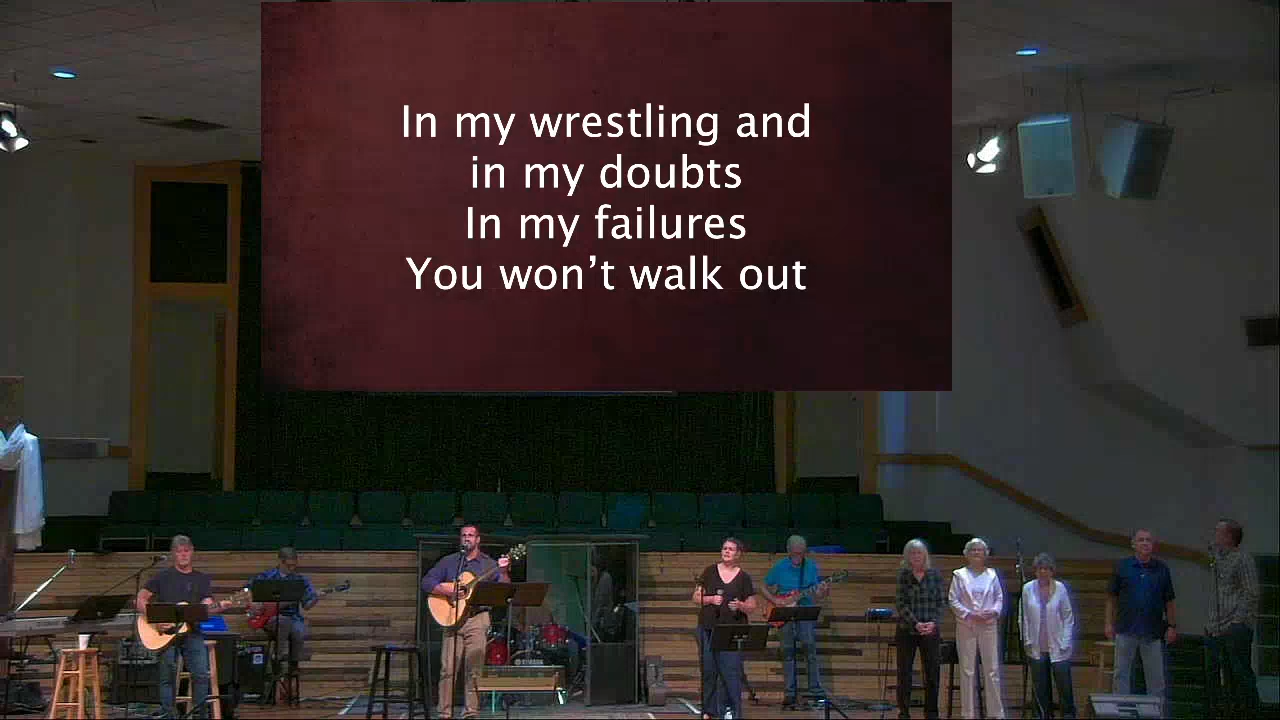 In my wrestling and
in my doubts
In my failures
You won’t walk out